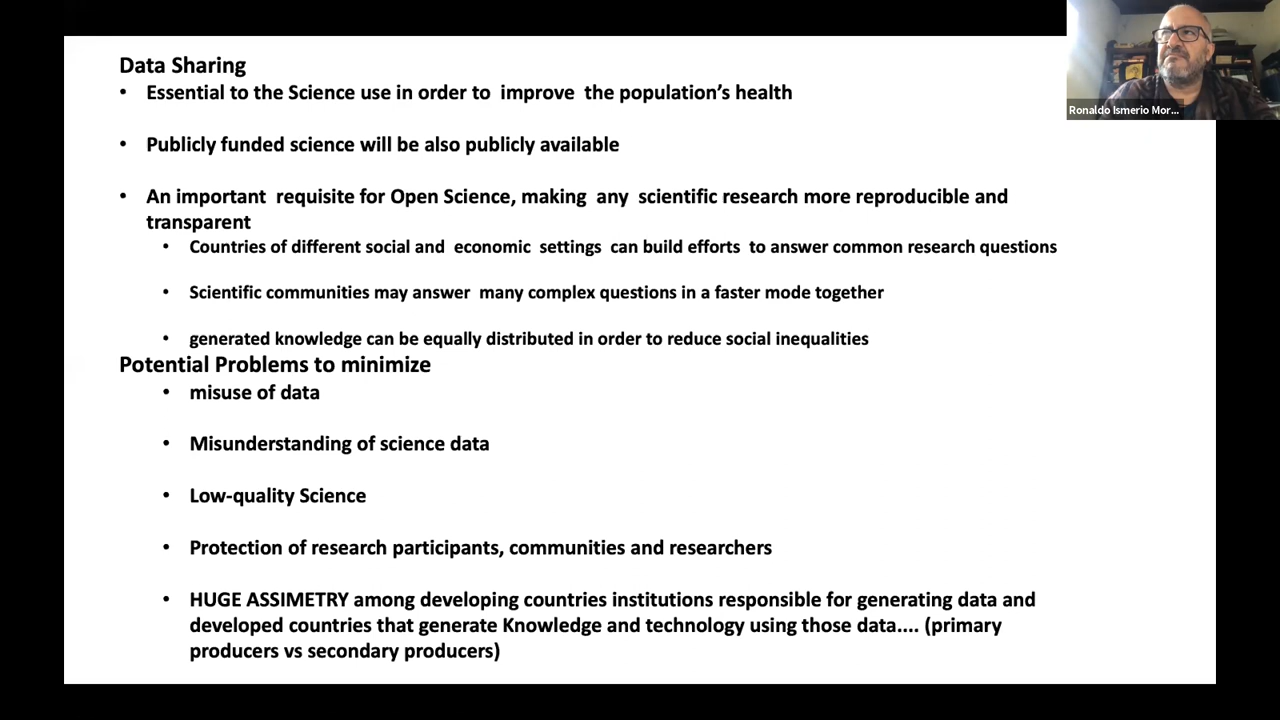 Data Sharing
• Essential to the Science use in order to improve the population's health
• Publicly funded science will be also publicly available
• An important requisite for Open Science, making any scientific research more reproducible and
transparent
• Countries of different social and economic settings can build efforts to answer common research questions
• Scientific communities may answer many complex questions in a faster mode together
• generated knowledge can be equally distributed in order to reduce social inequalities
Potential Problems to minimize
• misuse of data
• Misunderstanding of science data
• Low-quality Science
• Protection of research participants, communities and researchers
• HUGE ASSIMETRY among developing countries institutions responsible for generating data and
developed countries that generate Knowledge and technology using those data.... (primary
producers vs secondary producers)
Ronaldo Ismerio Mor...